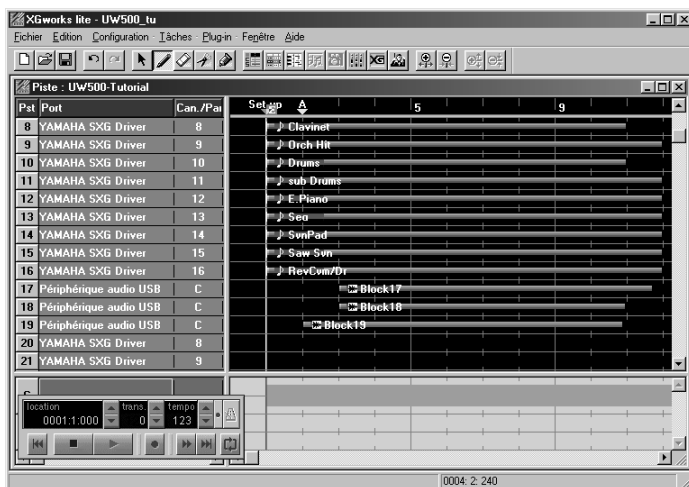 XGworks lite - UW500_tu
Fichier Edition Configuration Tâches Plug-in Fenêtre Aide
XG
Piste : UW500-Tutorial
Pst Port Can./Par Set up A 5 9
8 YAMAHA SXG Driver 8 Clavinet
9 YAMAHA SXG Driver 9 Orch Hit
10 YAMAHA SXG Driver 10 Drums
11 YAMAHA SXG Driver 11 sub Drums
12 YAMAHA SXG Driver 12 E.Piano
13 YAMAHA SXG Driver 13 Seq
14 YAMAHA SXG Driver 14 SynPad
15 YAMAHA SXG Driver 15 Saw Syn
16 YAMAHA SXG Driver 16 RevCym/Dr
17 Périphérique audio USB C Block17
18 Périphérique audio USB C Block18
19 Périphérique audio USB C Block19
20 YAMAHA SXG Driver 8
21 YAMAHA SXG Driver 9
location trans. tempo
0001:1:000 0 123
0004: 2: 240